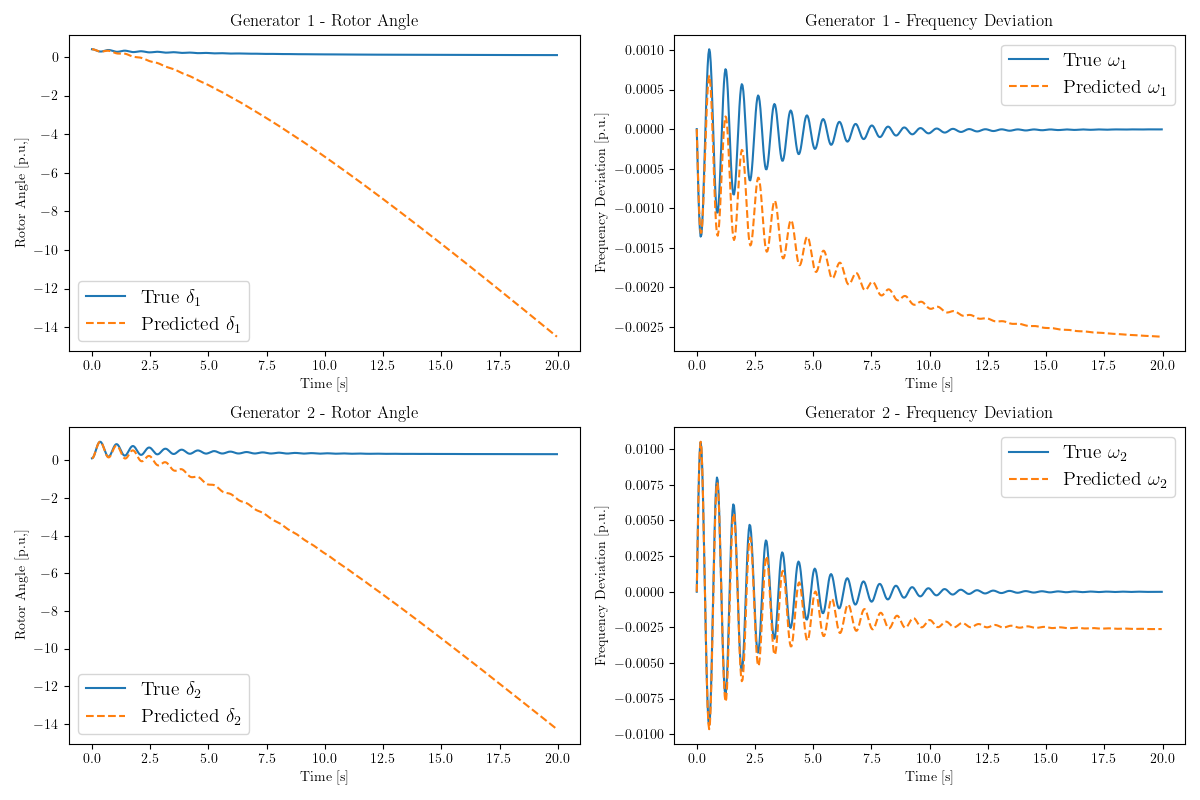 Generator 1 - Rotor Angle
Rotor Angle [p.u.]
0
−2
−4
−6
−8
−10
−12
−14
True δ₁
Predicted δ₁
0.0 2.5 5.0 7.5 10.0 12.5 15.0 17.5 20.0
Time [s]
Generator 1 - Frequency Deviation
Frequency Deviation [p.u.]
0.0010
0.0005
0.0000
−0.0005
−0.0010
−0.0015
−0.0020
−0.0025
True ω₁
Predicted ω₁
0.0 2.5 5.0 7.5 10.0 12.5 15.0 17.5 20.0
Time [s]
Generator 2 - Rotor Angle
Rotor Angle [p.u.]
0
−2
−4
−6
−8
−10
−12
−14
True δ₂
Predicted δ₂
0.0 2.5 5.0 7.5 10.0 12.5 15.0 17.5 20.0
Time [s]
Generator 2 - Frequency Deviation
Frequency Deviation [p.u.]
0.0100
0.0075
0.0050
0.0025
0.0000
−0.0025
−0.0050
−0.0075
−0.0100
True ω₂
Predicted ω₂
0.0 2.5 5.0 7.5 10.0 12.5 15.0 17.5 20.0
Time [s]